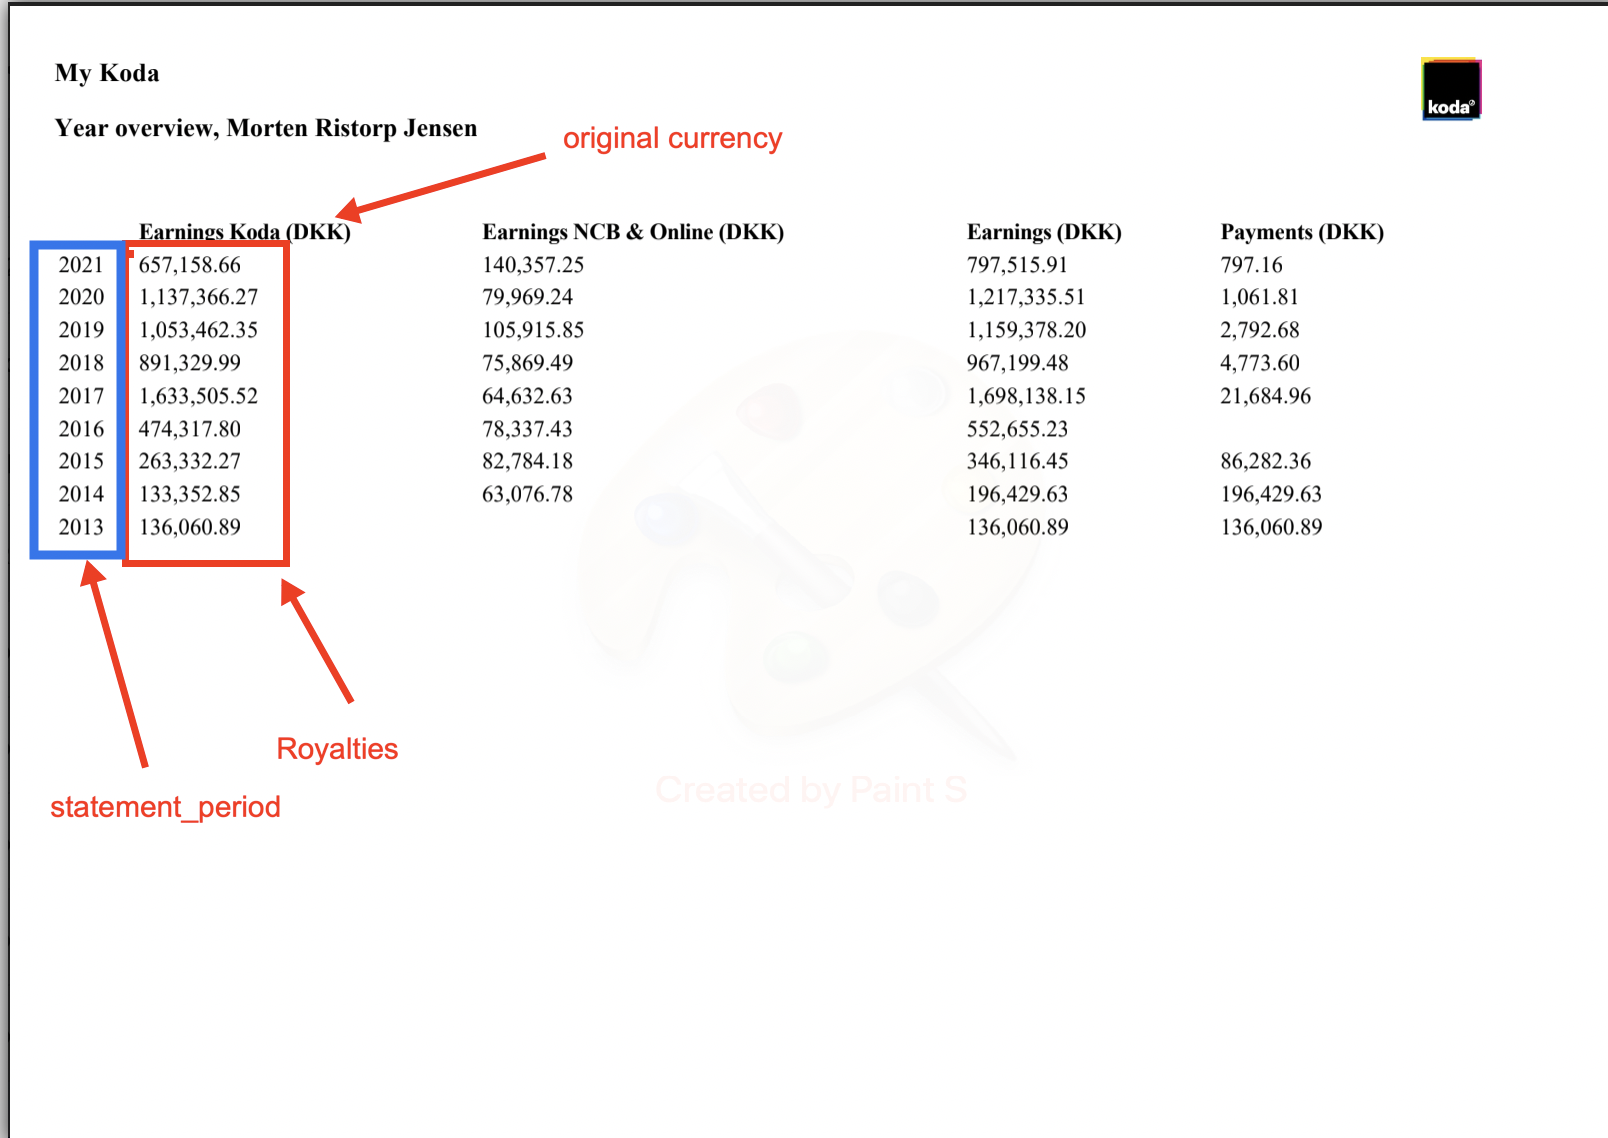 My Koda
koda
Year overview, Morten Ristorp Jensen
original currency
Earnings Koda (DKK) Earnings NCB & Online (DKK) Earnings (DKK) Payments (DKK)
2021 657,158.66 140,357.25 797,515.91 797.16
2020 1,137,366.27 79,969.24 1,217,335.51 1,061.81
2019 1,053,462.35 105,915.85 1,159,378.20 2,792.68
2018 891,329.99 75,869.49 967,199.48 4,773.60
2017 1,633,505.52 64,632.63 1,698,138.15 21,684.96
2016 474,317.80 78,337.43 552,655.23
2015 263,332.27 82,784.18 346,116.45 86,282.36
2014 133,352.85 63,076.78 196,429.63 196,429.63
2013 136,060.89 136,060.89 136,060.89
Royalties
statement_period
Created by Paint S